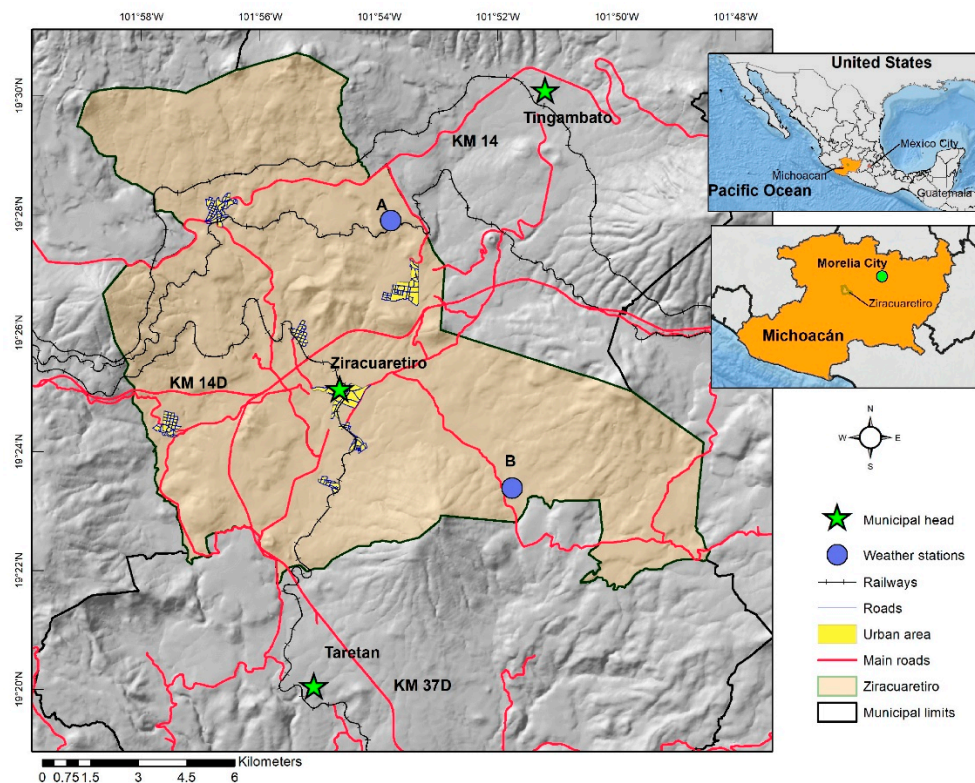 101°58'W 101°56'W 101°54'W 101°52'W 101°50'W 101°48'W
19°30'N
19°28'N
19°26'N
19°24'N
19°22'N
19°20'N
Tingambato
KM 14
A
Ziracuaretiro
KM 14D
B
Taretan
KM 37D
Kilometers
0 0.75 1.5 3 4.5 6
United States
México City
Michoacán
Pacific Ocean
Guatemala
Morelia City
Ziracuaretiro
Michoacán
N
W E
S
Municipal head
Weather stations
Railways
Roads
Urban area
Main roads
Ziracuaretiro
Municipal limits